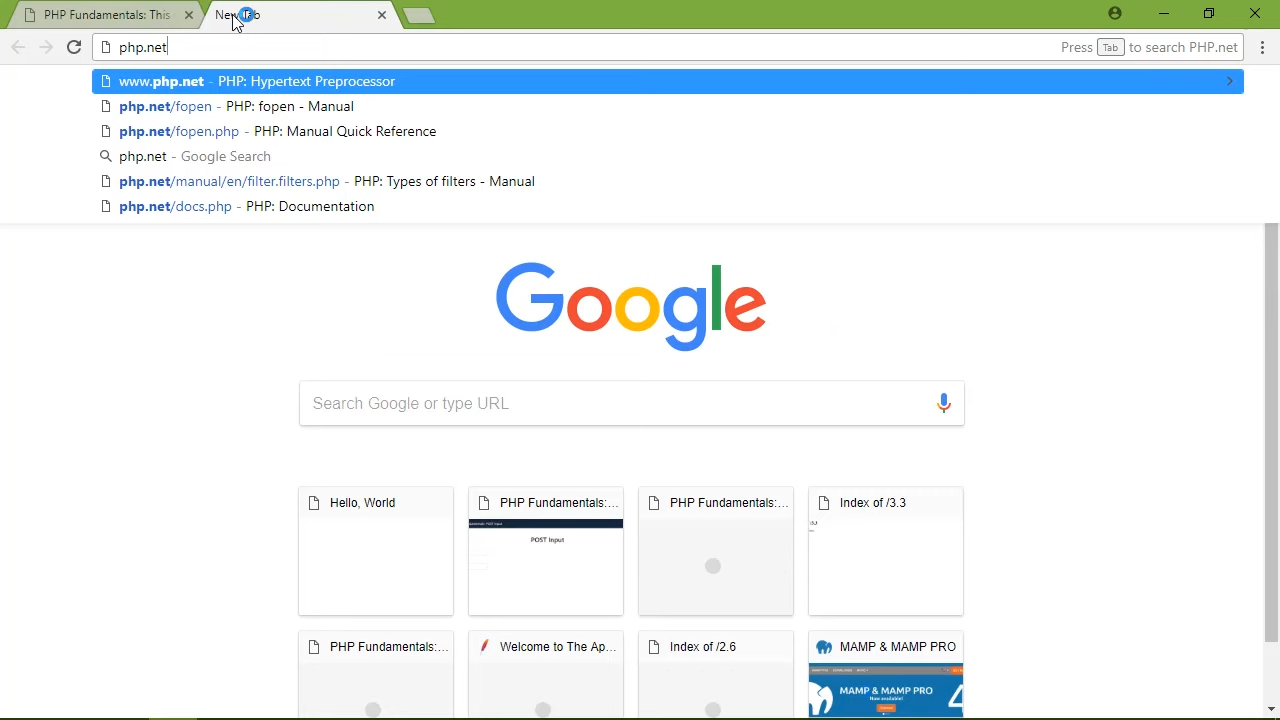 PHP Fundamentals: This
New Tab
php.net
Press Tab to search PHP.net
www.php.net - PHP: Hypertext Preprocessor
php.net/fopen - PHP: fopen - Manual
php.net/fopen.php - PHP: Manual Quick Reference
php.net - Google Search
php.net/manual/en/filter.filters.php - PHP: Types of filters - Manual
php.net/docs.php - PHP: Documentation
Google
Search Google or type URL
Hello, World
PHP Fundamentals:...
PHP Fundamentals:...
Index of /3.3
POST Input
PHP Fundamentals:...
Welcome to The Ap...
Index of /2.6
MAMP & MAMP PRO
MAMP & MAMP PRO
Now available!
4